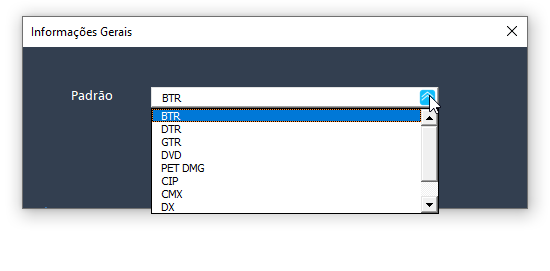 Informações Gerais
Padrão
BTR
BTR
DTR
GTR
DVD
PET DMG
CIP
CMX
DX